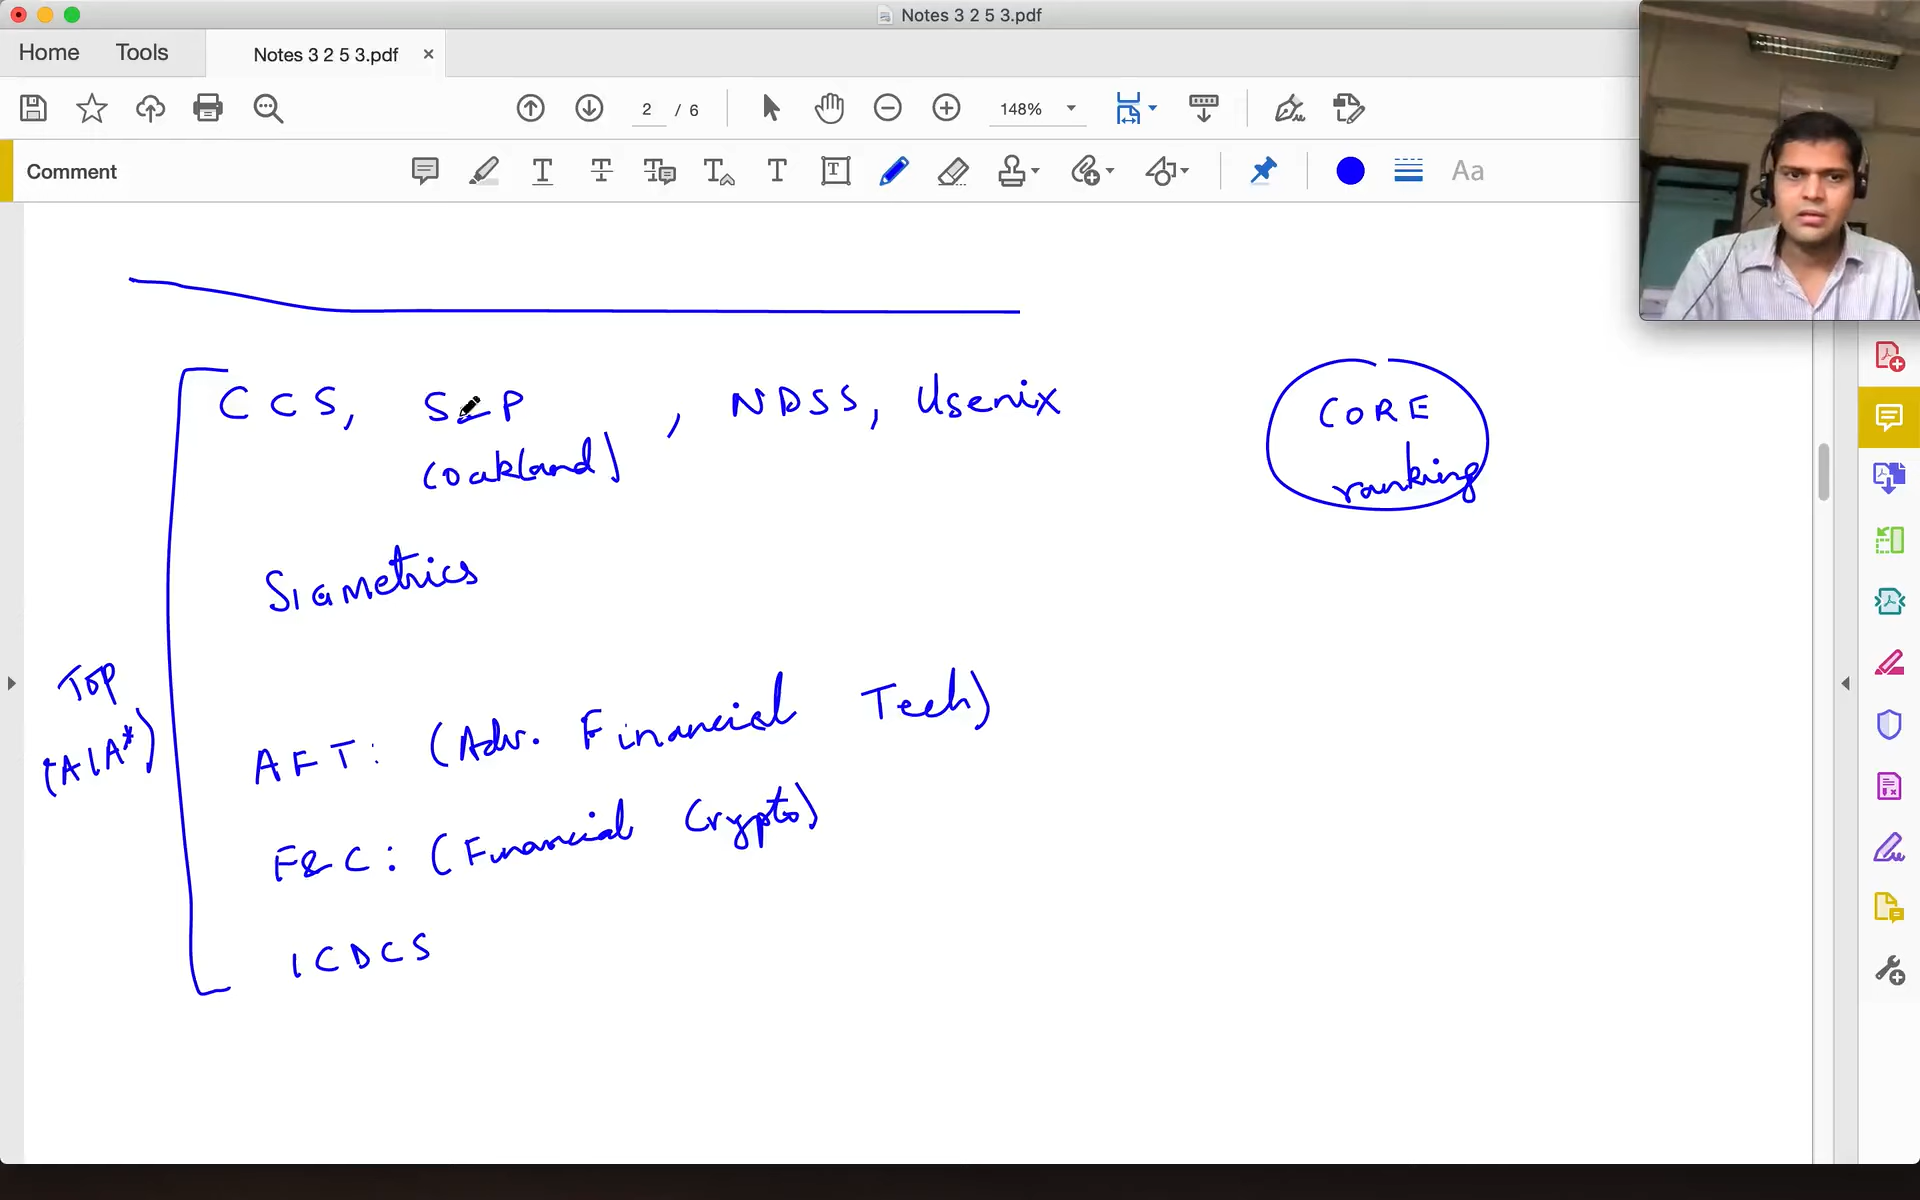 Notes 3 2 5 3.pdf
Home Tools Notes 3 2 5 3.pdf ×
2 / 6 148%
Comment T Aa
CCS, S&P, NDSS, Usenix
(Oakland)
CORE
ranking
Sigmetrics
TOP
(A/A*)
AFT: (Adv. Financial Tech)
F&C: (Financial Crypto)
ICDCS